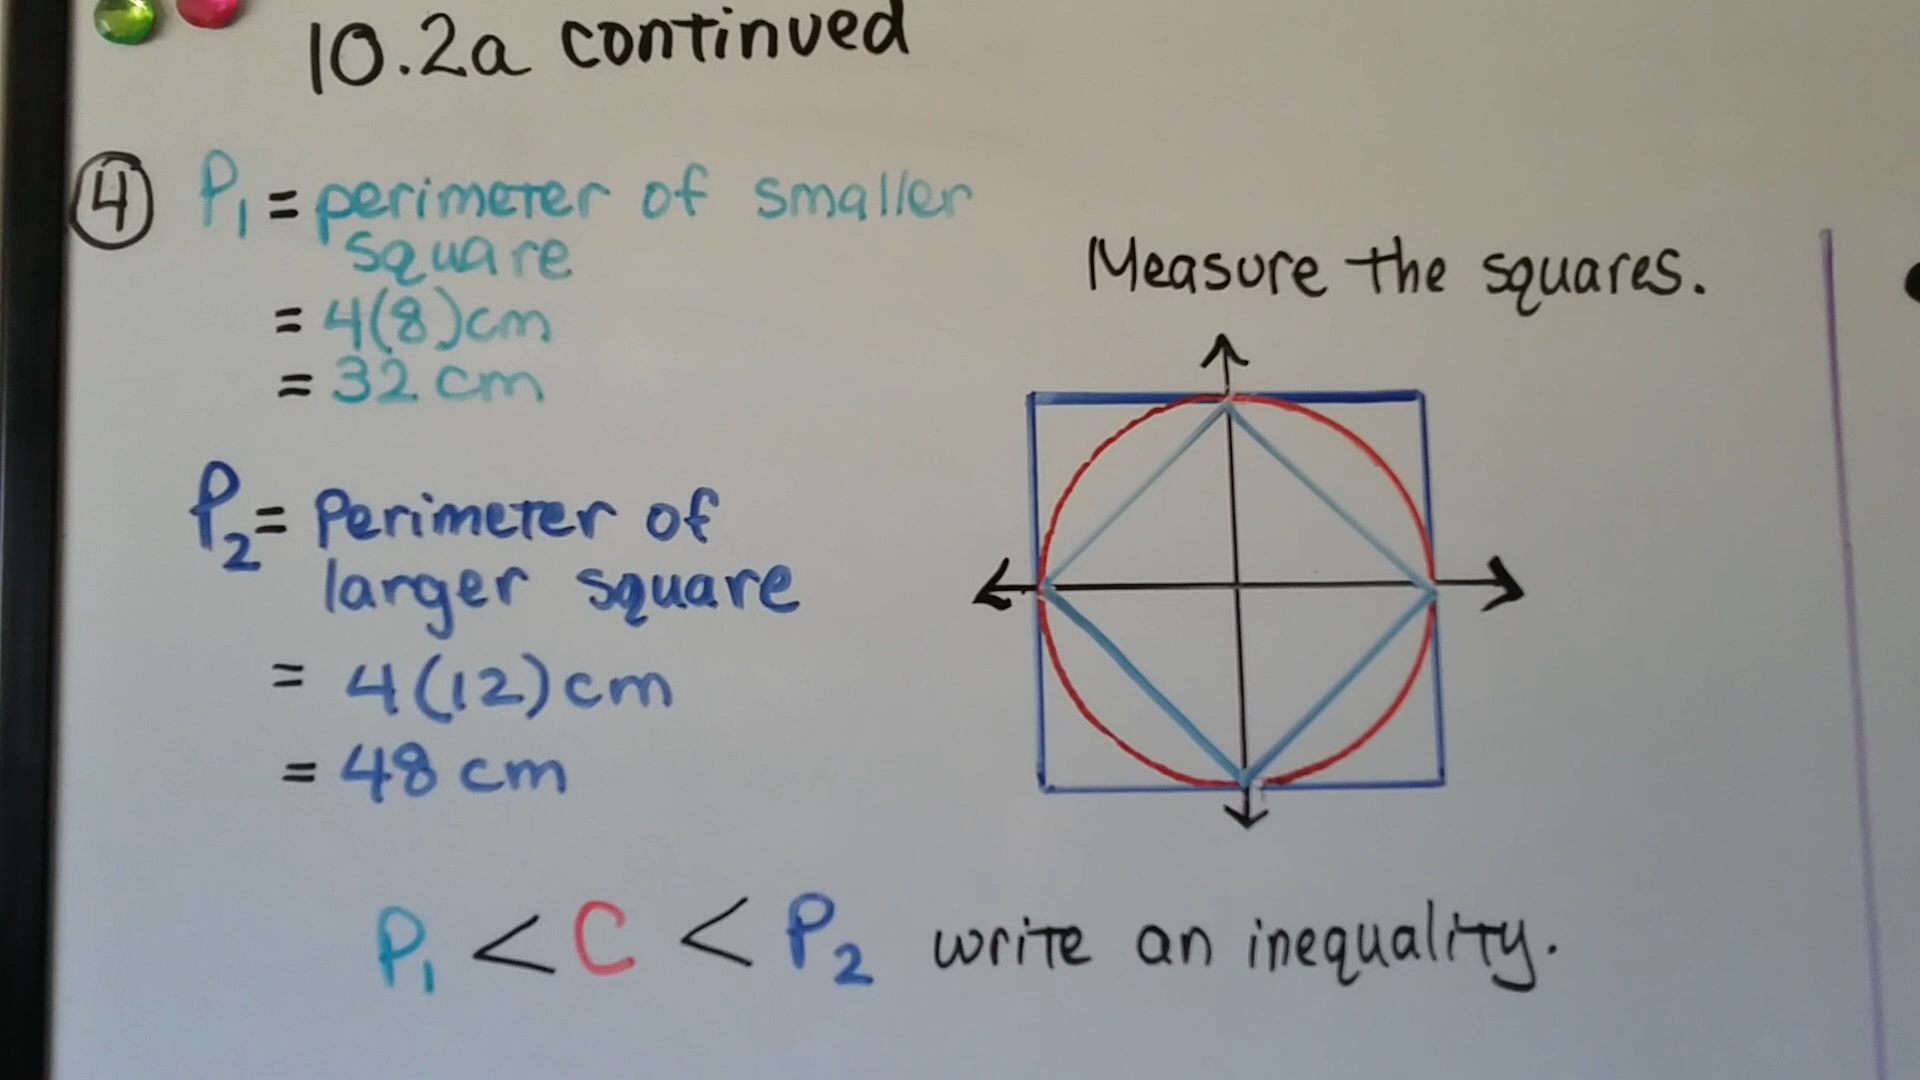 10.2a continued
④ P₁ = perimeter of smaller
square
= 4(8)cm
= 32 cm
P₂ = Perimeter of
larger square
= 4(12)cm
= 48 cm
Measure the squares.
P₁ < C < P₂ write an inequality.